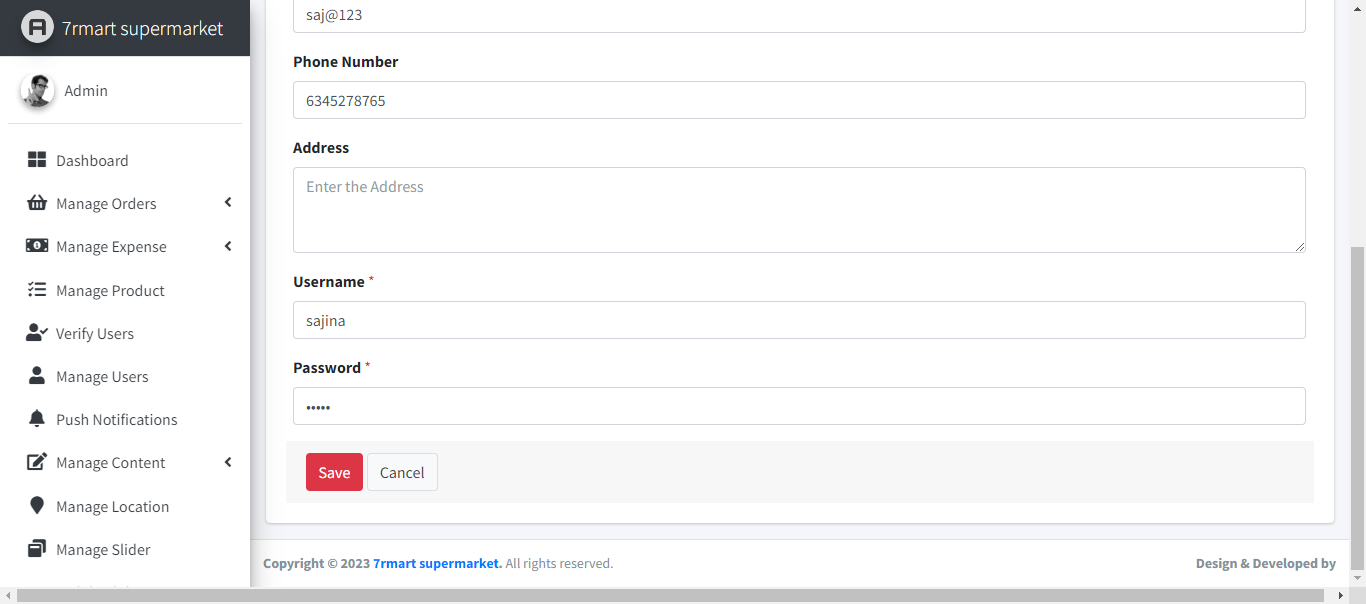 7rmart supermarket
Admin
Dashboard
Manage Orders
Manage Expense
Manage Product
Verify Users
Manage Users
Push Notifications
Manage Content
Manage Location
Manage Slider
saj@123
Phone Number
6345278765
Address
Enter the Address
Username *
sajina
Password *
•••••
Save Cancel
Copyright © 2023 7rmart supermarket. All rights reserved.
Design & Developed by